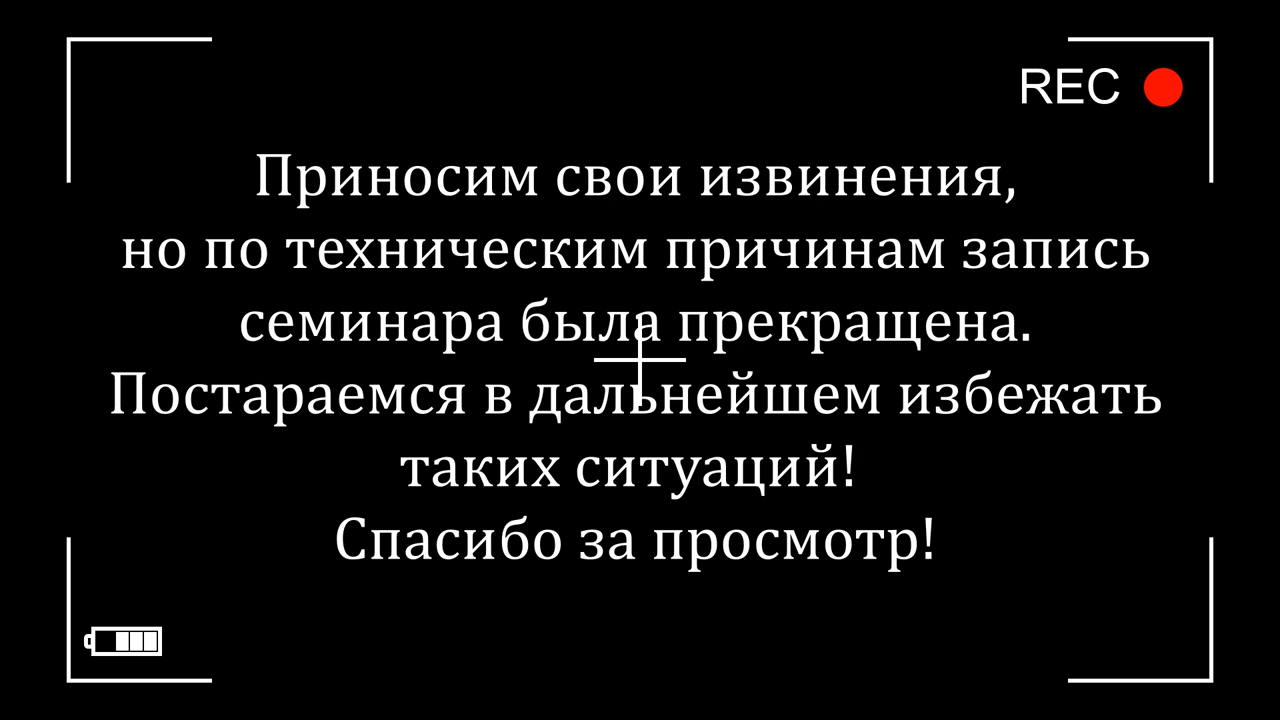 REC
Приносим свои извинения,
но по техническим причинам запись
семинара была прекращена.
Постараемся в дальнейшем избежать
таких ситуаций!
Спасибо за просмотр!